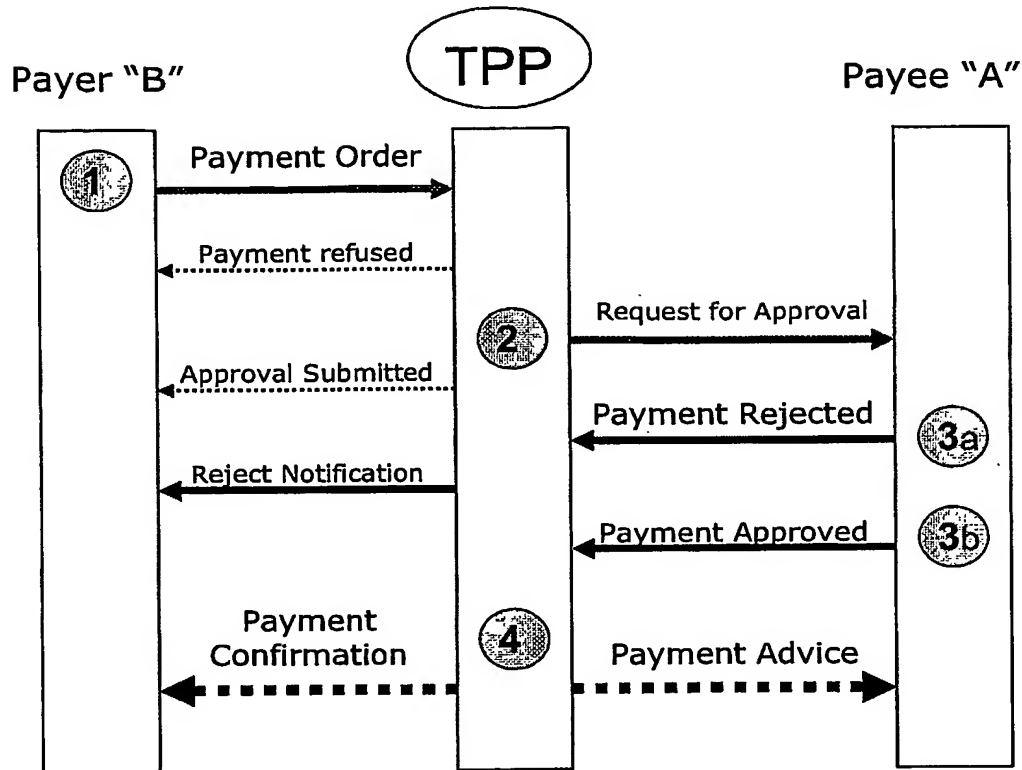 TPP
Payer “B”
Payee “A”
1
Payment Order
Payment refused
2
Request for Approval
Approval Submitted
Payment Rejected
3a
Reject Notification
Payment Approved
3b
Payment
Confirmation
4
Payment Advice